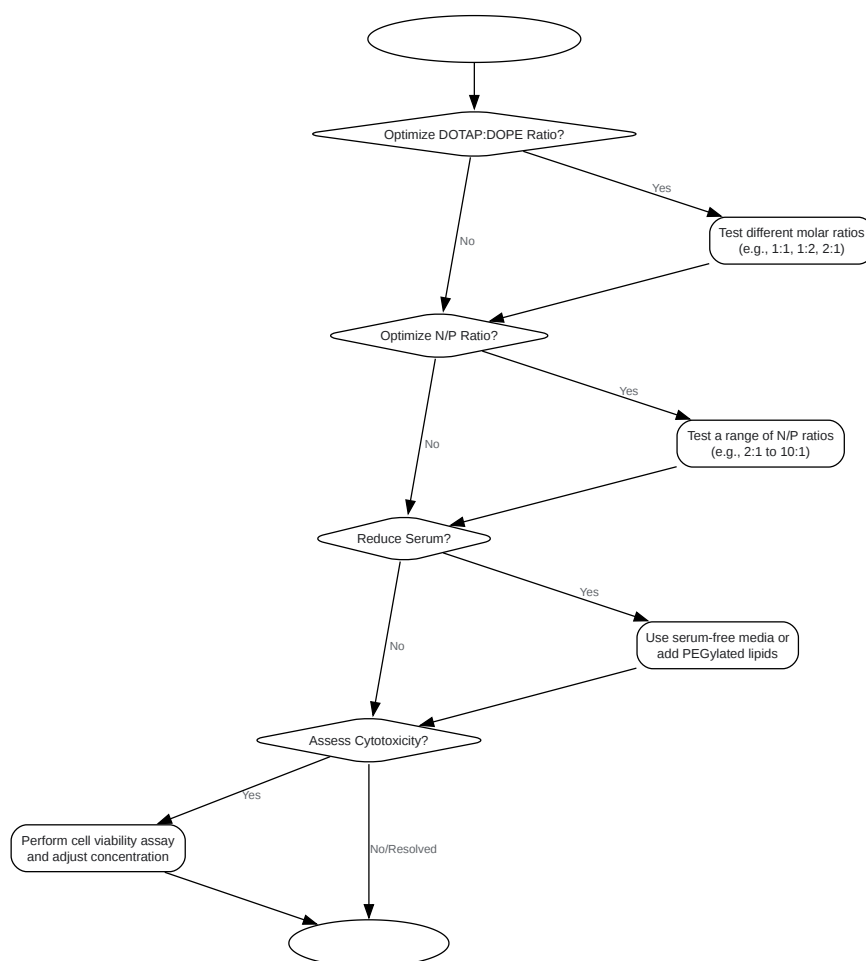 Optimize DOTAP:DOPE Ratio?
Yes
Test different molar ratios
(e.g., 1:1, 1:2, 2:1)
No
Optimize N/P Ratio?
Yes
Test a range of N/P ratios
(e.g., 2:1 to 10:1)
No
Reduce Serum?
Yes
Use serum-free media or
add PEGylated lipids
No
Assess Cytotoxicity?
Yes
Perform cell viability assay
and adjust concentration
No/Resolved